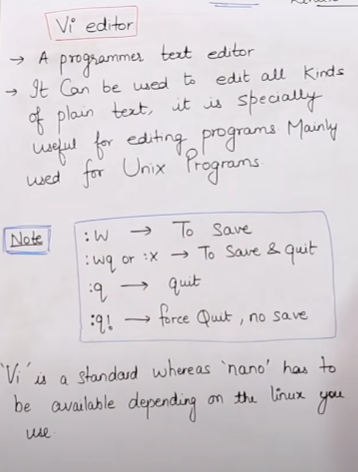 Vi editor
→ A programmer text editor
→ It Can be used to edit all kinds
of plain text, it is specially
useful for editing programs. Mainly
used for Unix Programs.
Note
:w → To Save
:wq or :x → To Save & quit
:q → quit
:q! → force Quit, no save
'Vi' is a standard whereas 'nano' has to
be available depending on the linux you
use.